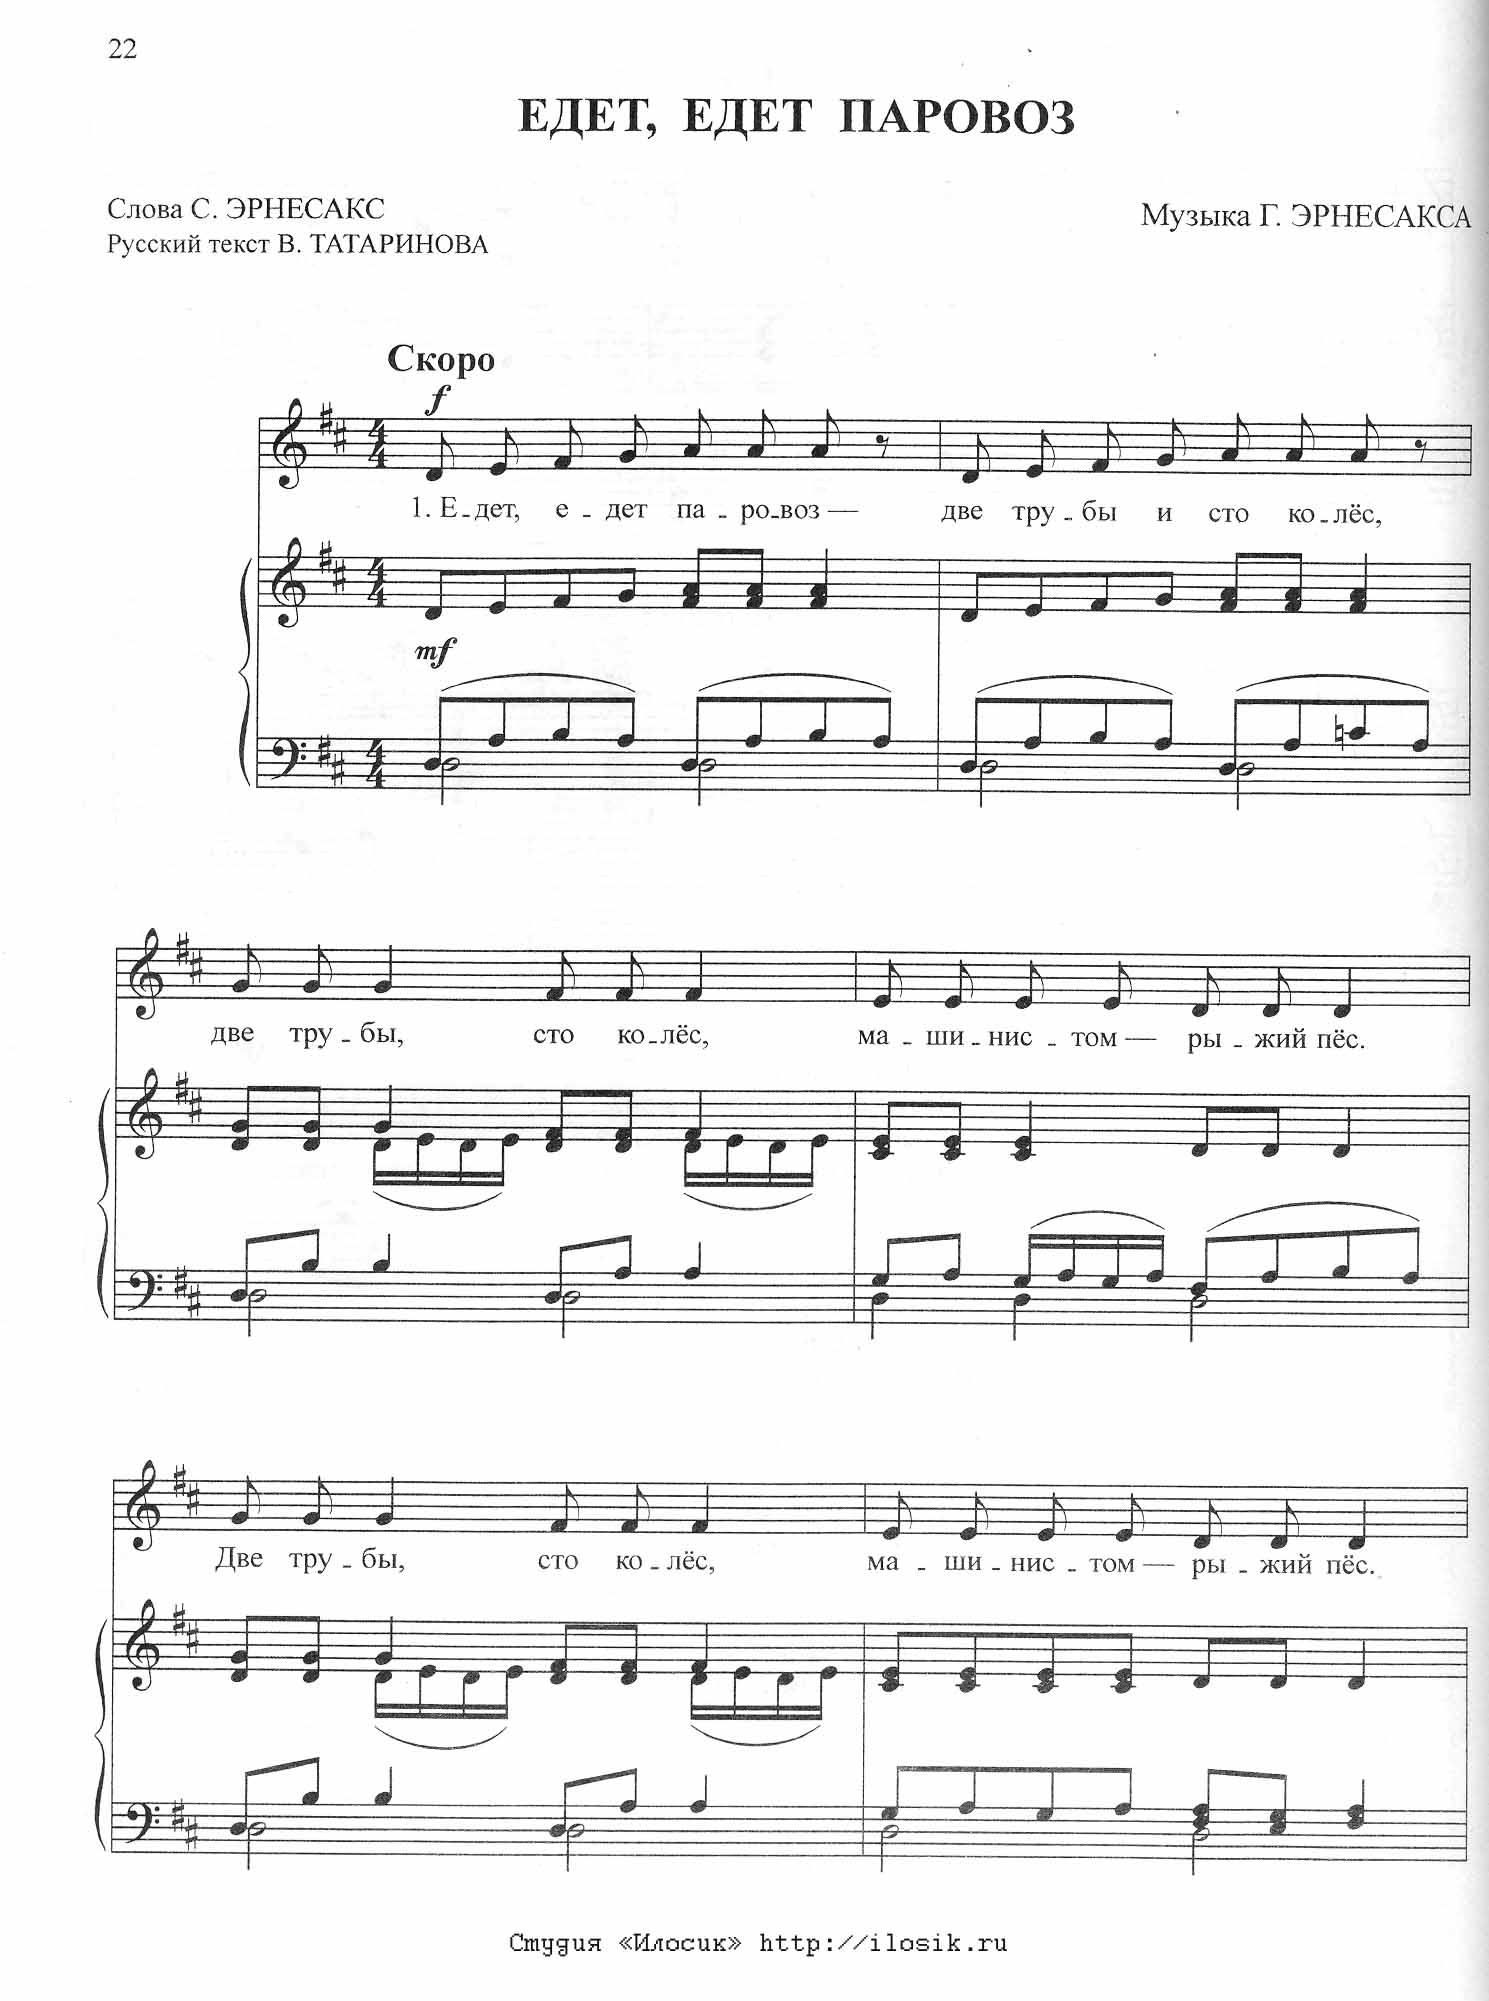 22
ЕДЕТ, ЕДЕТ ПАРОВОЗ
Слова С. ЭРНЕСАКС
Музыка Г. ЭРНЕСАКСА
Русский текст В. ТАТАРИНОВА
Скоро
f
1. Е-дет, е-дет па-ро-воз — две тру-бы и сто ко-лёс,
mf
две тру-бы, сто ко-лёс, ма-ши-нис-том — ры-жий пёс.
Две тру-бы, сто ко-лёс, ма-ши-нис-том — ры-жий пёс.
Студия «Илосик» http://ilosik.ru